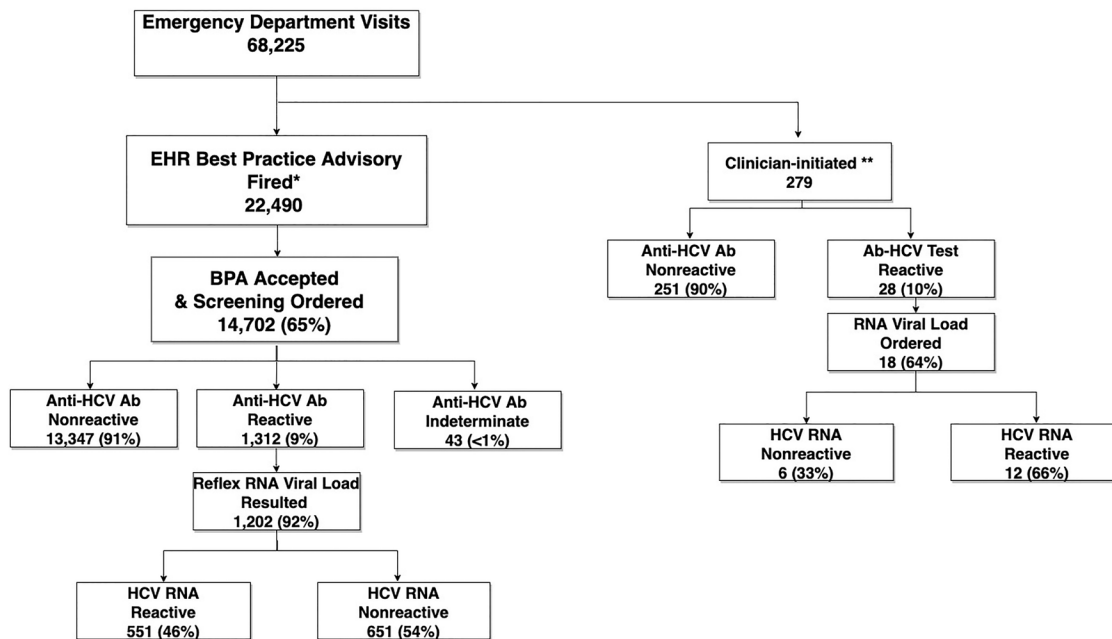 Emergency Department Visits
68,225
EHR Best Practice Advisory
Fired*
22,490
Clinician-initiated **
279
BPA Accepted
& Screening Ordered
14,702 (65%)
Anti-HCV Ab
Nonreactive
251 (90%)
Ab-HCV Test
Reactive
28 (10%)
RNA Viral Load
Ordered
18 (64%)
Anti-HCV Ab
Nonreactive
13,347 (91%)
Anti-HCV Ab
Reactive
1,312 (9%)
Anti-HCV Ab
Indeterminate
43 (<1%)
HCV RNA
Nonreactive
6 (33%)
HCV RNA
Reactive
12 (66%)
Reflex RNA Viral Load
Resulted
1,202 (92%)
HCV RNA
Reactive
551 (46%)
HCV RNA
Nonreactive
651 (54%)